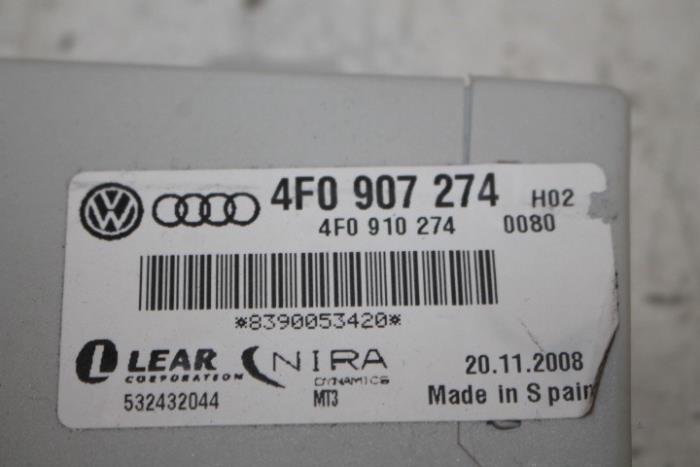 4F0 907 274 H02
4F0 910 274 0080
*8390053420*
LEAR NIRA 20.11.2008
CORPORATION DYNAMICS
532432044 MT3 Made in Spain